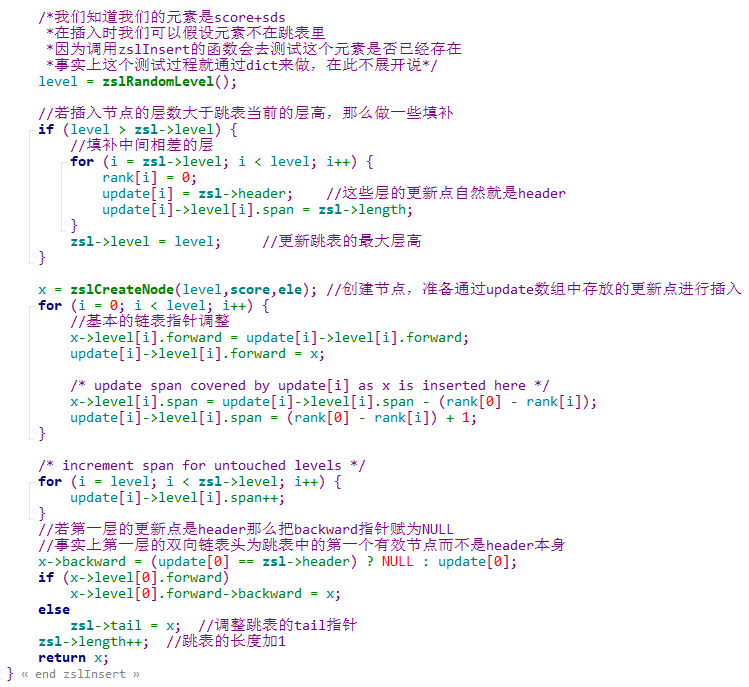 /*我们知道我们的元素是score+sds
*在插入时我们可以假设元素不在跳表里
*因为调用zslInsert的函数会去测试这个元素是否已经存在
*事实上这个测试过程就通过dict来做，在此不展开说*/
level = zslRandomLevel();
//若插入节点的层数大于跳表当前的层高，那么做一些填补
if (level > zsl->level) {
//填补中间相差的层
for (i = zsl->level; i < level; i++) {
rank[i] = 0;
update[i] = zsl->header; //这些层的更新点自然就是header
update[i]->level[i].span = zsl->length;
}
zsl->level = level; //更新跳表的最大层高
}
x = zslCreateNode(level,score,ele); //创建节点，准备通过update数组中存放的更新点进行插入
for (i = 0; i < level; i++) {
//基本的链表指针调整
x->level[i].forward = update[i]->level[i].forward;
update[i]->level[i].forward = x;
/* update span covered by update[i] as x is inserted here */
x->level[i].span = update[i]->level[i].span - (rank[0] - rank[i]);
update[i]->level[i].span = (rank[0] - rank[i]) + 1;
}
/* increment span for untouched levels */
for (i = level; i < zsl->level; i++) {
update[i]->level[i].span++;
}
//若第一层的更新点是header那么把backward指针赋为NULL
//事实上第一层的双向链表头为跳表中的第一个有效节点而不是header本身
x->backward = (update[0] == zsl->header) ? NULL : update[0];
if (x->level[0].forward)
x->level[0].forward->backward = x;
else
zsl->tail = x; //调整跳表的tail指针
zsl->length++; //跳表的长度加1
return x;
} « end zslInsert »